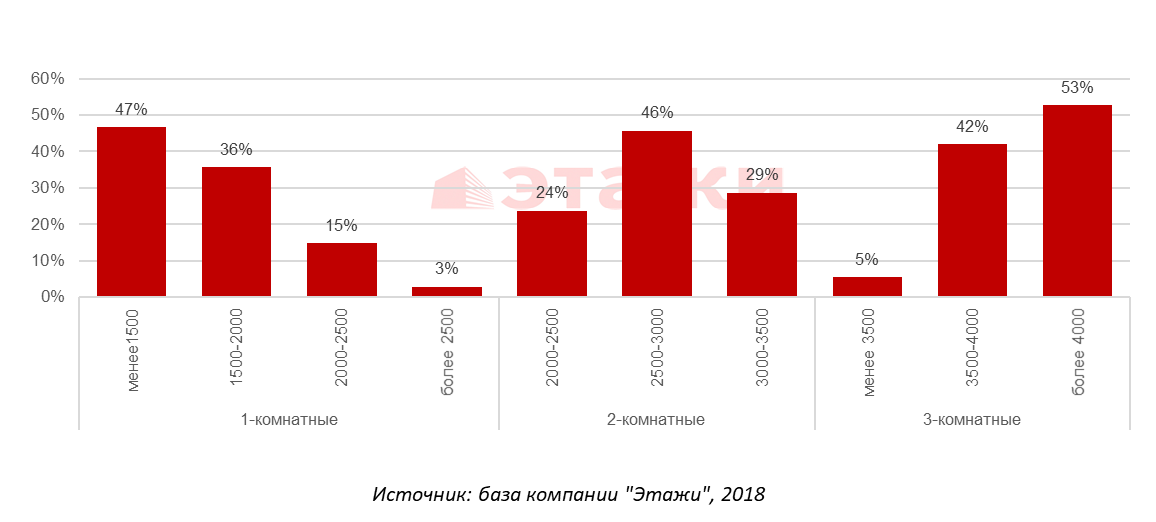 60%
50%
40%
30%
20%
10%
0%
47%
36%
15%
3%
24%
46%
29%
5%
42%
53%
этажи
менее1500
1500-2000
2000-2500
более 2500
2000-2500
2500-3000
3000-3500
менее 3500
3500-4000
более 4000
1-комнатные
2-комнатные
3-комнатные
Источник: база компании "Этажи", 2018